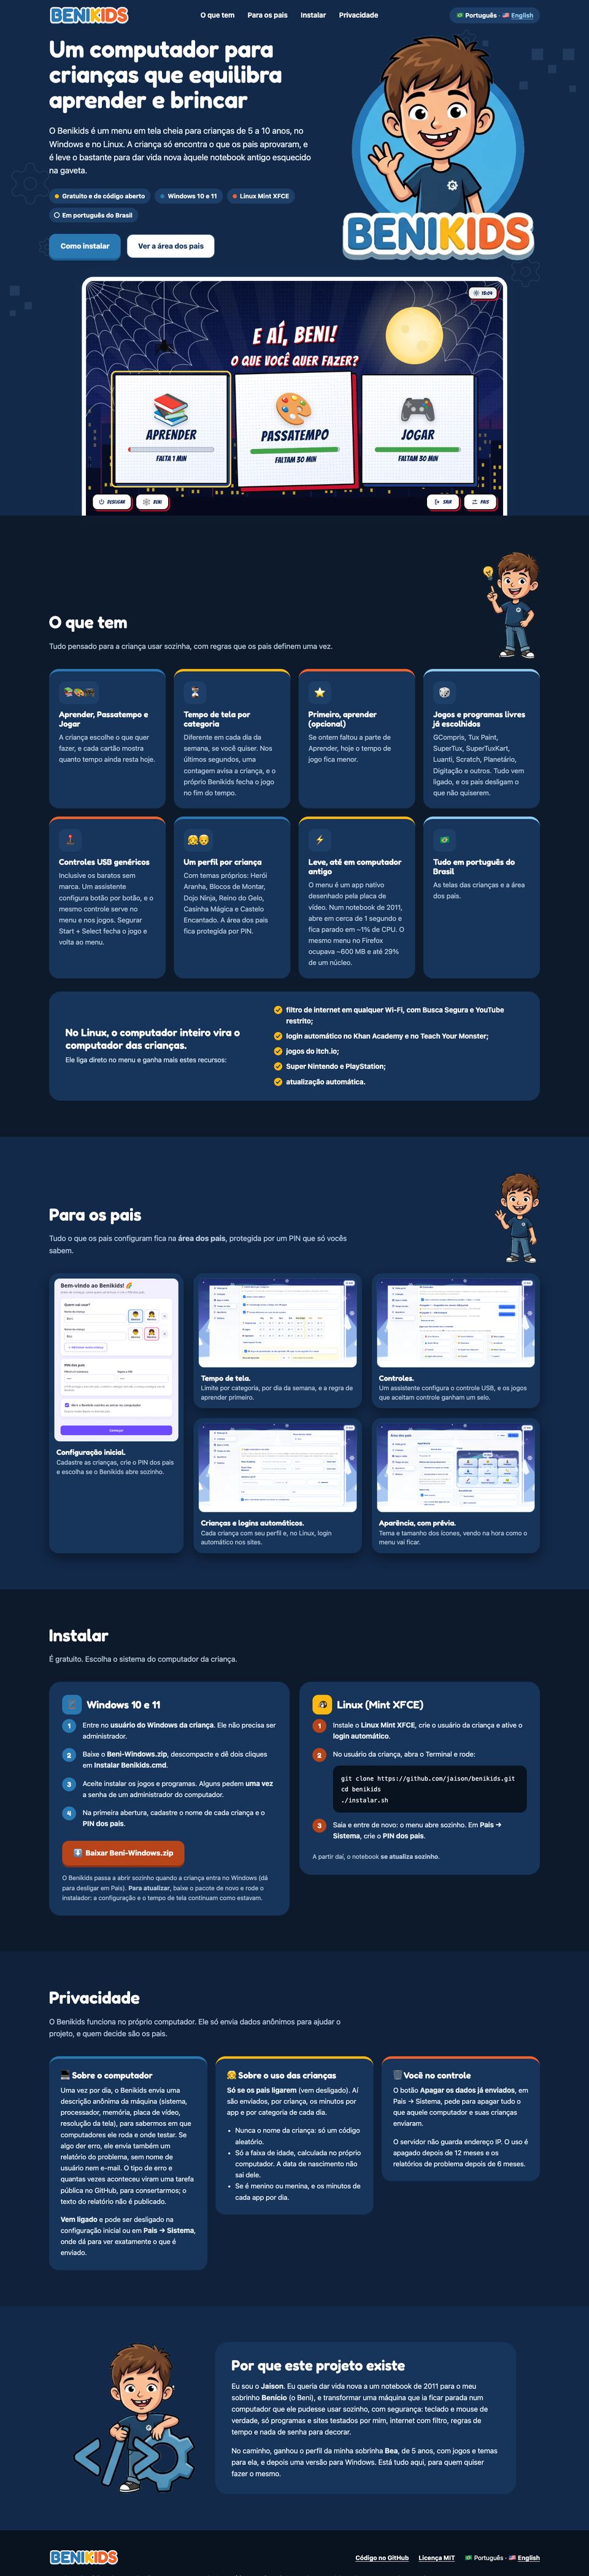 BENIKIDS
O que tem
Para os pais
Instalar
Privacidade
Português · English
Um computador para
crianças que equilibra
aprender e brincar
O Benikids é um menu em tela cheia para crianças de 5 a 10 anos, no
Windows e no Linux. A criança só encontra o que os pais aprovaram, e
é leve o bastante para dar vida nova àquele notebook antigo esquecido
na gaveta.
Gratuito e de código aberto
Windows 10 e 11
Linux Mint XFCE
Em português do Brasil
Como instalar
Ver a área dos pais
BENIKIDS
15:04
E AÍ, BENI!
O QUE VOCÊ QUER FAZER?
APRENDER
FALTA 1 MIN
PASSATEMPO
FALTAM 30 MIN
JOGAR
FALTAM 30 MIN
DESLIGAR
BENI
SAIR
PAIS
O que tem
Tudo pensado para a criança usar sozinha, com regras que os pais definem uma vez.
Aprender, Passatempo e
Jogar
A criança escolhe o que quer
fazer, e cada cartão mostra
quanto tempo ainda resta hoje.
Tempo de tela por
categoria
Diferente em cada dia da
semana, se você quiser. Nos
últimos segundos, uma
contagem avisa a criança, e o
próprio Benikids fecha o jogo
no fim do tempo.
Primeiro, aprender
(opcional)
Se ontem faltou a parte de
Aprender, hoje o tempo de
jogo fica menor.
Jogos e programas livres
já escolhidos
GCompris, Tux Paint,
SuperTux, SuperTuxKart,
Luanti, Scratch, Planetário,
Digitação e outros. Tudo vem
ligado, e os pais desligam o
que não quiserem.
Controles USB genéricos
Inclusive os baratos sem
marca. Um assistente
configura botão por botão, e o
mesmo controle serve no
menu e nos jogos. Segurar
Start + Select fecha o jogo e
volta ao menu.
Um perfil por criança
Com temas próprios: Herói
Aranha, Blocos de Montar,
Dojo Ninja, Reino do Gelo,
Casinha Mágica e Castelo
Encantado. A área dos pais
fica protegida por PIN.
Leve, até em computador
antigo
O menu é um app nativo
desenhado pela placa de
vídeo. Num notebook de 2011,
abre em cerca de 1 segundo e
fica parado em ~1% de CPU. O
mesmo menu no Firefox
ocupava ~600 MB e até 29%
de um núcleo.
Tudo em português do
Brasil
As telas das crianças e a área
dos pais.
No Linux, o computador inteiro vira o
computador das crianças.
Ele liga direto no menu e ganha mais estes recursos:
filtro de internet em qualquer Wi-Fi, com Busca Segura e YouTube
restrito;
login automático no Khan Academy e no Teach Your Monster;
jogos do itch.io;
Super Nintendo e PlayStation;
atualização automática.
Para os pais
Tudo o que os pais configuram fica na área dos pais, protegida por um PIN que só vocês
sabem.
Bem-vindo ao Benikids!
Quem vai usar?
PIN dos pais
Configuração inicial.
Cadastre as crianças, crie o PIN dos pais
e escolha se o Benikids abre sozinho.
Tempo de tela.
Limite por categoria, por dia da semana, e a regra de
aprender primeiro.
Controles.
Um assistente configura o controle USB, e os jogos
que aceitam controle ganham um selo.
Crianças e logins automáticos.
Cada criança com seu perfil e, no Linux, login
automático nos sites.
Área dos pais
Aparência, com prévia.
Tema e tamanho dos ícones, vendo na hora como o
menu vai ficar.
Instalar
É gratuito. Escolha o sistema do computador da criança.
Windows 10 e 11
1 Entre no usuário do Windows da criança. Ele não precisa ser
administrador.
2 Baixe o Beni-Windows.zip, descompacte e dê dois cliques
em Instalar Benikids.cmd.
3 Aceite instalar os jogos e programas. Alguns pedem uma vez
a senha de um administrador do computador.
4 Na primeira abertura, cadastre o nome de cada criança e o
PIN dos pais.
Baixar Beni-Windows.zip
O Benikids passa a abrir sozinho quando a criança entra no Windows (dá
para desligar em Pais). Para atualizar, baixe o pacote de novo e rode o
instalador: a configuração e o tempo de tela continuam como estavam.
Linux (Mint XFCE)
1 Instale o Linux Mint XFCE, crie o usuário da criança e ative o
login automático.
2 No usuário da criança, abra o Terminal e rode:
git clone https://github.com/jaison/benikids.git
cd benikids
./instalar.sh
3 Saia e entre de novo: o menu abre sozinho. Em Pais →
Sistema, crie o PIN dos pais.
A partir daí, o notebook se atualiza sozinho.
Privacidade
O Benikids funciona no próprio computador. Ele só envia dados anônimos para ajudar o
projeto, e quem decide são os pais.
Sobre o computador
Uma vez por dia, o Benikids envia uma
descrição anônima da máquina (sistema,
processador, memória, placa de vídeo,
resolução da tela), para sabermos em que
computadores ele roda e onde testar. Se
algo der erro, ele envia também um
relatório do problema, sem nome de
usuário nem e-mail. O tipo de erro e
quantas vezes aconteceu viram uma tarefa
pública no GitHub, para consertarmos; o
texto do relatório não é publicado.
Vem ligado e pode ser desligado na
configuração inicial ou em Pais → Sistema,
onde dá para ver exatamente o que é
enviado.
Sobre o uso das crianças
Só se os pais ligarem (vem desligado). Aí
são enviados, por criança, os minutos por
app e por categoria de cada dia.
• Nunca o nome da criança: só um código
aleatório.
• Só a faixa de idade, calculada no próprio
computador. A data de nascimento não
sai dele.
• Se é menino ou menina, e os minutos de
cada app por dia.
Você no controle
O botão Apagar os dados já enviados, em
Pais → Sistema, pede para apagar tudo o
que aquele computador e suas crianças
enviaram.
O servidor não guarda endereço IP. O uso é
apagado depois de 12 meses e os
relatórios de problema depois de 6 meses.
Por que este projeto existe
Eu sou o Jaison. Eu queria dar vida nova a um notebook de 2011 para o meu
sobrinho Benício (o Beni), e transformar uma máquina que ia ficar parada num
computador que ele pudesse usar sozinho, com segurança: teclado e mouse de
verdade, só programas e sites testados por mim, internet com filtro, regras de
tempo e nada de senha para decorar.
No caminho, ganhou o perfil da minha sobrinha Bea, de 5 anos, com jogos e temas
para ela, e depois uma versão para Windows. Está tudo aqui, para quem quiser
fazer o mesmo.
BENIKIDS
Código no GitHub
Licença MIT
Português · English